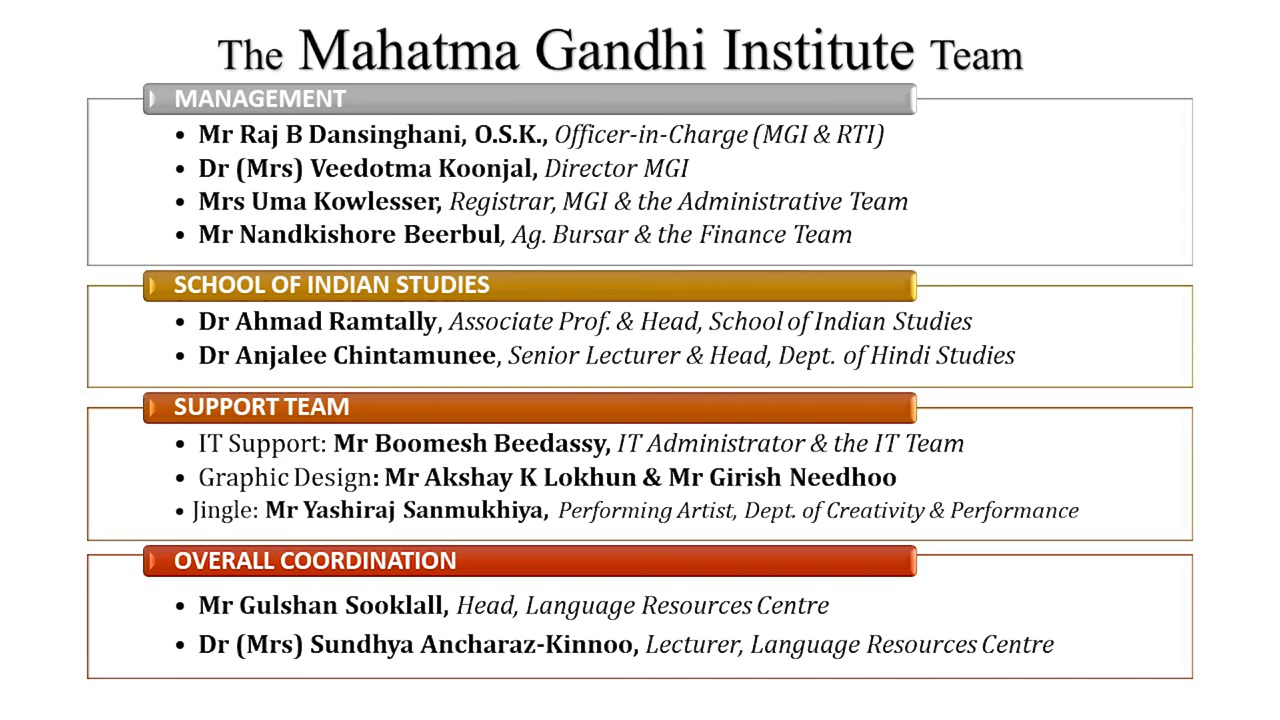 The Mahatma Gandhi Institute Team
MANAGEMENT
• Mr Raj B Dansinghani, O.S.K., Officer-in-Charge (MGI & RTI)
• Dr (Mrs) Veedotma Koonjal, Director MGI
• Mrs Uma Kowlesser, Registrar, MGI & the Administrative Team
• Mr Nandkishore Beerbul, Ag. Bursar & the Finance Team
SCHOOL OF INDIAN STUDIES
• Dr Ahmad Ramtally, Associate Prof. & Head, School of Indian Studies
• Dr Anjalee Chintamunee, Senior Lecturer & Head, Dept. of Hindi Studies
SUPPORT TEAM
• IT Support: Mr Boomesh Beedassy, IT Administrator & the IT Team
• Graphic Design: Mr Akshay K Lokhun & Mr Girish Needhoo
• Jingle: Mr Yashiraj Sanmukhiya, Performing Artist, Dept. of Creativity & Performance
OVERALL COORDINATION
• Mr Gulshan Sooklall, Head, Language Resources Centre
• Dr (Mrs) Sundhya Ancharaz-Kinnoo, Lecturer, Language Resources Centre